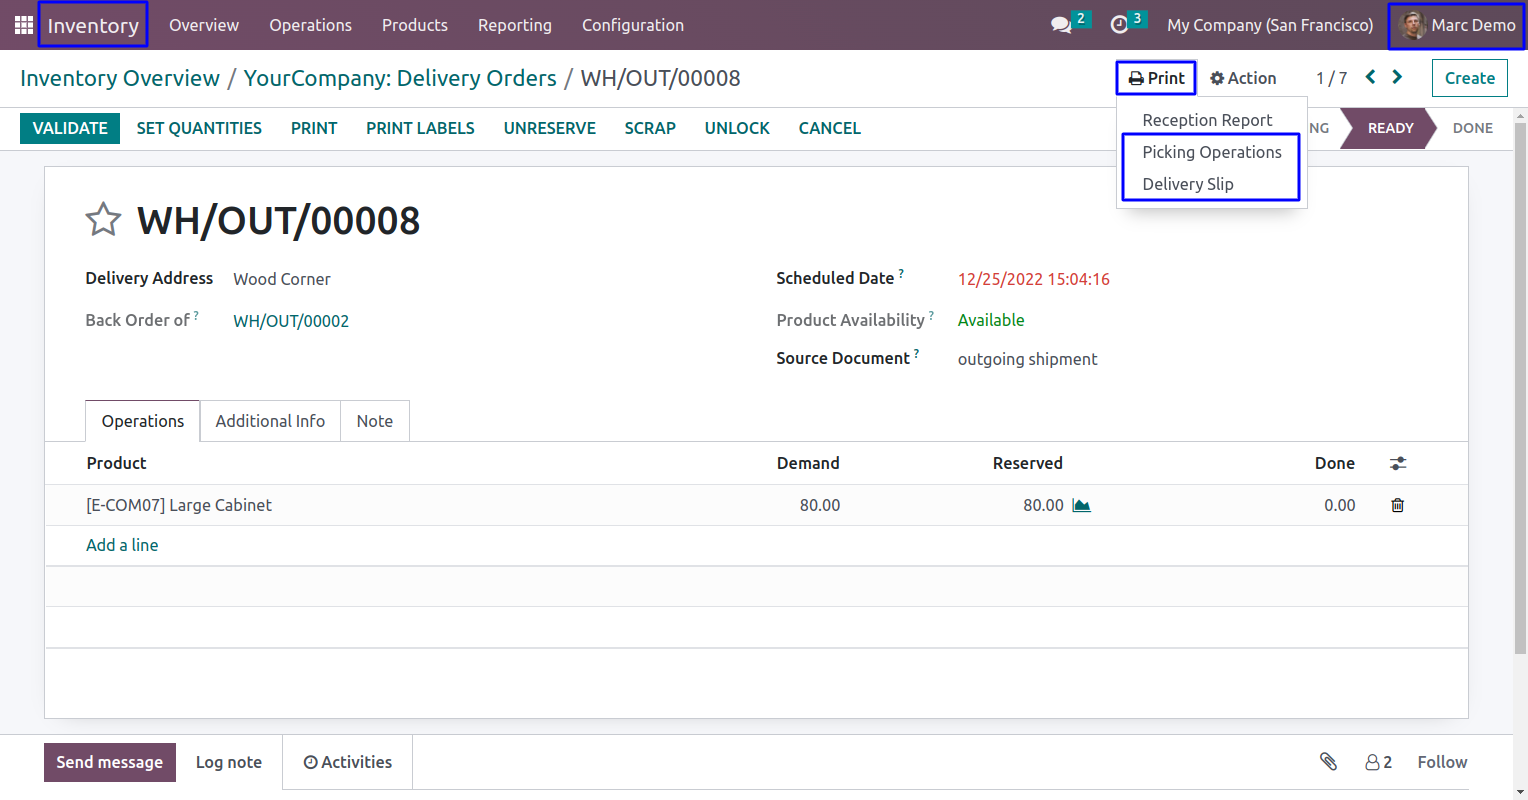 Inventory Overview Operations Products Reporting Configuration 2 3 My Company (San Francisco) Marc Demo
Inventory Overview / YourCompany: Delivery Orders / WH/OUT/00008 Print Action 1 / 7 Create
VALIDATE SET QUANTITIES PRINT PRINT LABELS UNRESERVE SCRAP UNLOCK CANCEL NG READY DONE
Reception Report
Picking Operations
Delivery Slip
WH/OUT/00008
Delivery Address Wood Corner Scheduled Date ? 12/25/2022 15:04:16
Back Order of ? WH/OUT/00002 Product Availability ? Available
Source Document ? outgoing shipment
Operations Additional Info Note
Product Demand Reserved Done
[E-COM07] Large Cabinet 80.00 80.00 0.00
Add a line
Send message Log note Activities 2 Follow